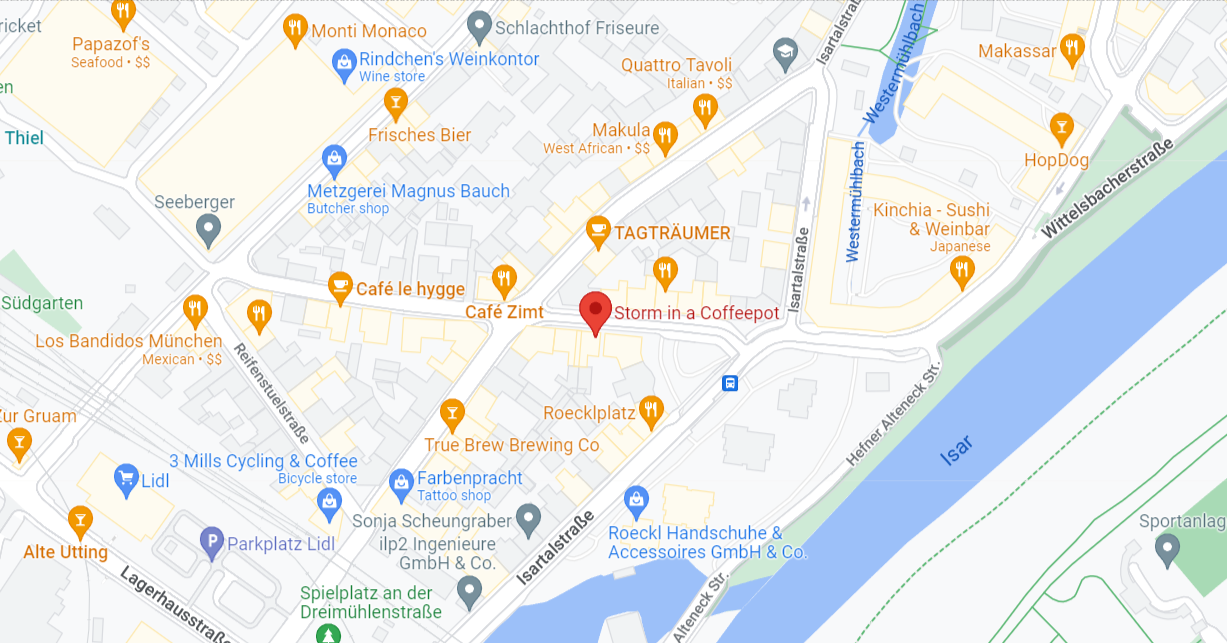 ricket
Papazof's
Seafood • $$
Monti Monaco
Schlachthof Friseure
Rindchen's Weinkontor
Wine store
Frisches Bier
Quattro Tavoli
Italian • $$
Makula
West African • $$
Isartalstraß
Westermühlbach
Makassar
HopDog
en
Thiel
Metzgerei Magnus Bauch
Butcher shop
Seeberger
TAGTRÄUMER
Isartalstraße
Westermühlbach
Kinchia - Sushi
& Weinbar
Japanese
Wittelsbacherstraße
Südgarten
Café le hygge
Café Zimt
Storm in a Coffeepot
Los Bandidos München
Mexican • $$
Reifenstuelstraße
Zur Gruam
Roecklplatz
True Brew Brewing Co
Hefner Alteneck Str.
Isar
3 Mills Cycling & Coffee
Bicycle store
Lidl
Farbenpracht
Tattoo shop
Sonja Scheungraber
ilp2 Ingenieure
GmbH & Co.
Isartalstraße
Roeckl Handschuhe &
Accessoires GmbH & Co.
Sportanlag
Alte Utting
P
Parkplatz Lidl
Lagerhausstraße
Spielplatz an der
Dreimühlenstraße
Alteneck Str.